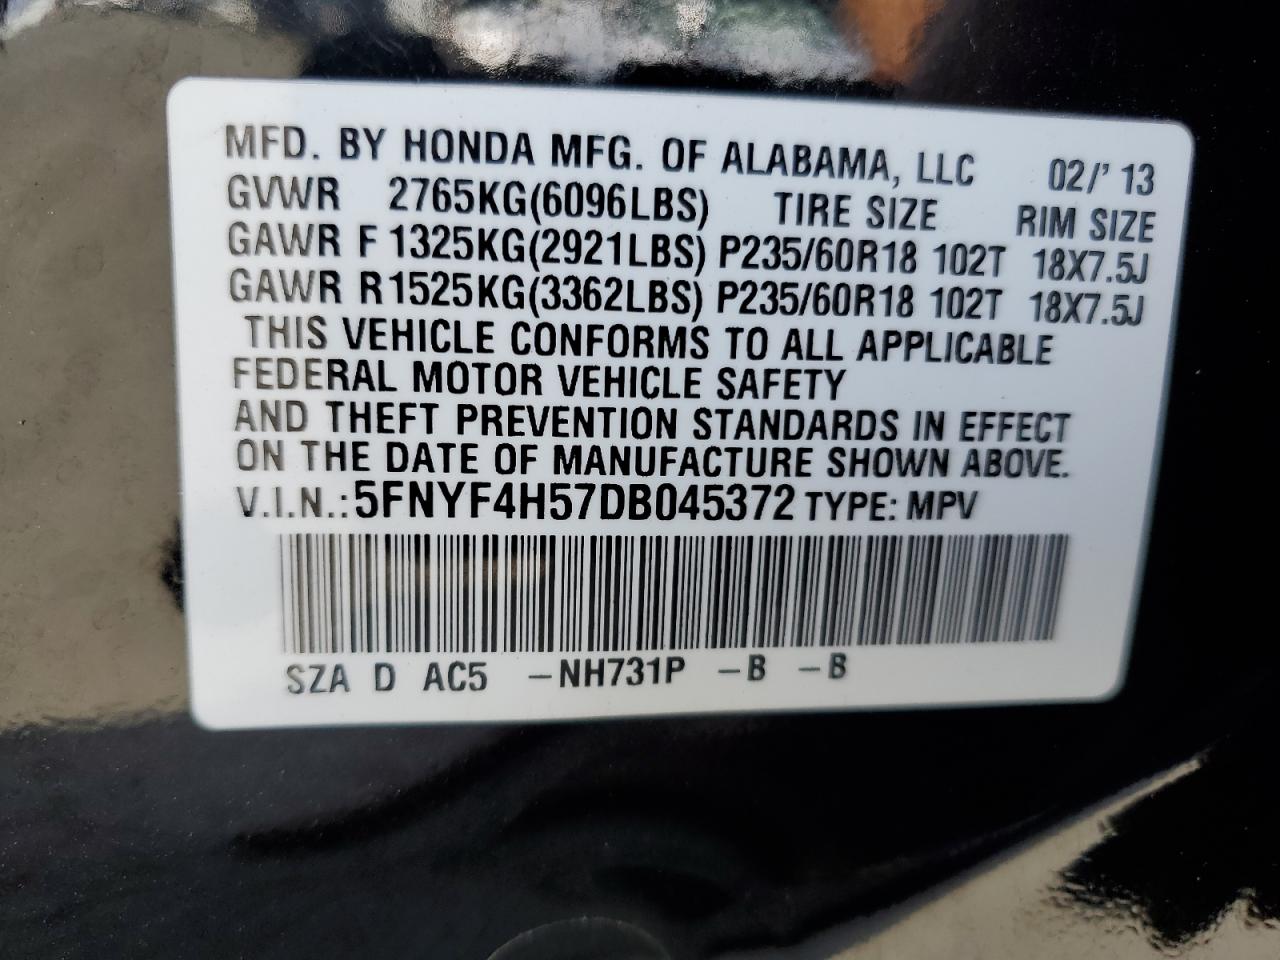 MFD. BY HONDA MFG. OF ALABAMA, LLC 02/'13
GVWR 2765KG(6096LBS) TIRE SIZE RIM SIZE
GAWR F 1325KG(2921LBS) P235/60R18 102T 18X7.5J
GAWR R1525KG(3362LBS) P235/60R18 102T 18X7.5J
THIS VEHICLE CONFORMS TO ALL APPLICABLE
FEDERAL MOTOR VEHICLE SAFETY
AND THEFT PREVENTION STANDARDS IN EFFECT
ON THE DATE OF MANUFACTURE SHOWN ABOVE.
V.I.N.: 5FNYF4H57DB045372 TYPE: MPV
SZA D AC5 -NH731P -B -B